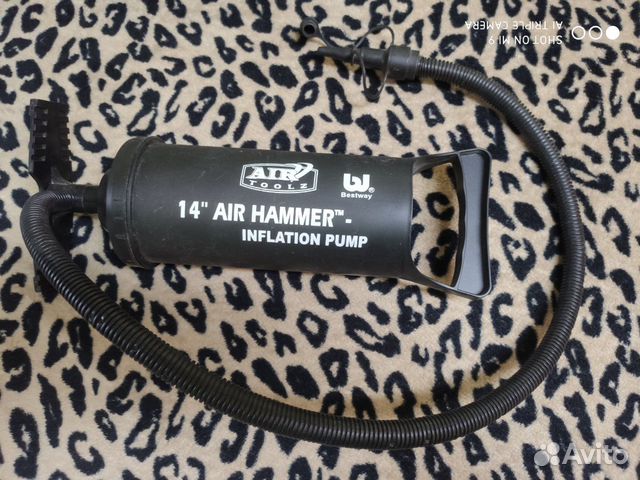 SHOT ON MI 9
AI TRIPLE CAMERA
AIR
TOOLZ
Bestway®
14" AIR HAMMER™-
INFLATION PUMP
Avito